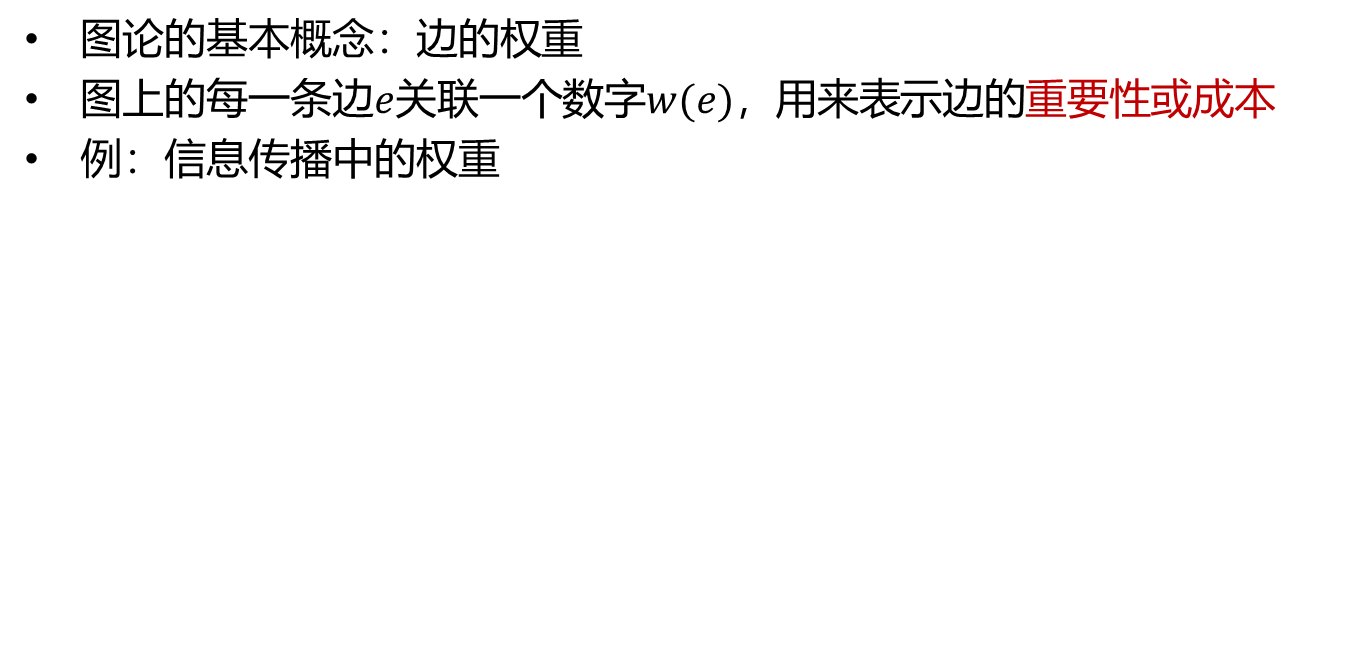 • 图论的基本概念：边的权重
• 图上的每一条边e关联一个数字w(e)，用来表示边的重要性或成本
• 例：信息传播中的权重